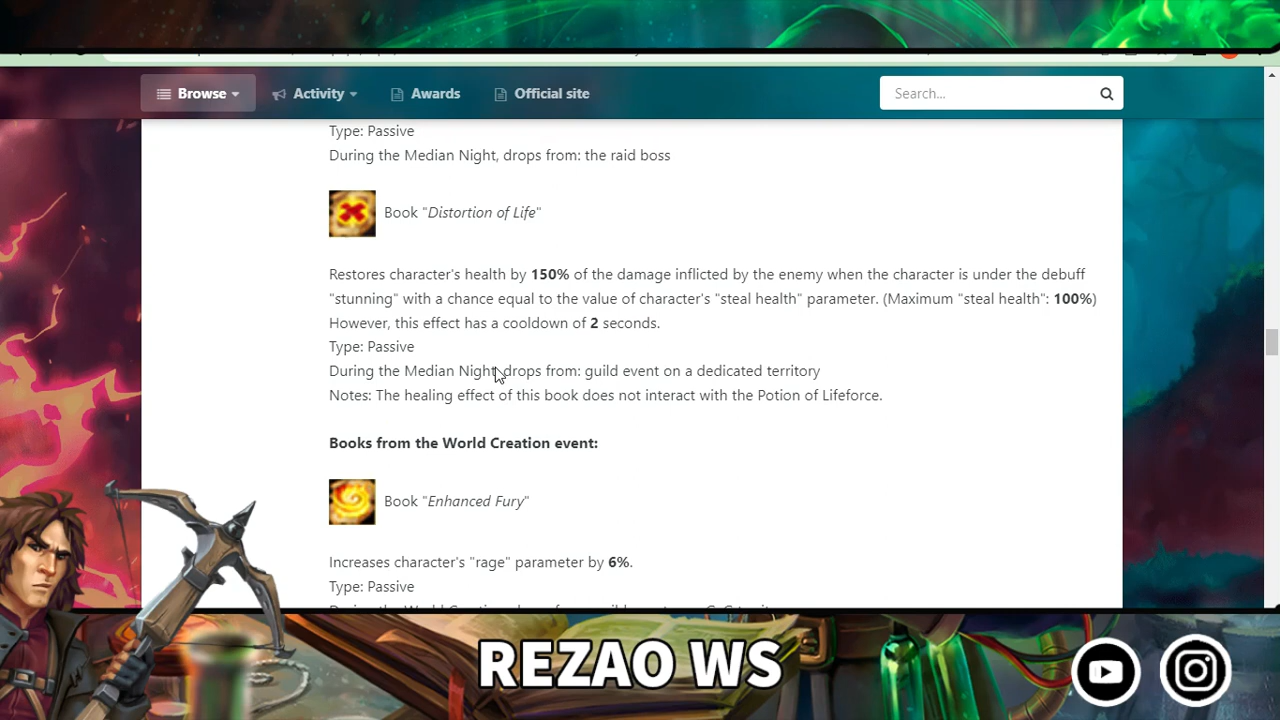 Browse Activity Awards Official site Search...
Type: Passive
During the Median Night, drops from: the raid boss
Book "Distortion of Life"
Restores character's health by 150% of the damage inflicted by the enemy when the character is under the debuff
"stunning" with a chance equal to the value of character's "steal health" parameter. (Maximum "steal health": 100%)
However, this effect has a cooldown of 2 seconds.
Type: Passive
During the Median Night, drops from: guild event on a dedicated territory
Notes: The healing effect of this book does not interact with the Potion of Lifeforce.
Books from the World Creation event:
Book "Enhanced Fury"
Increases character's "rage" parameter by 6%.
Type: Passive
REZAO WS